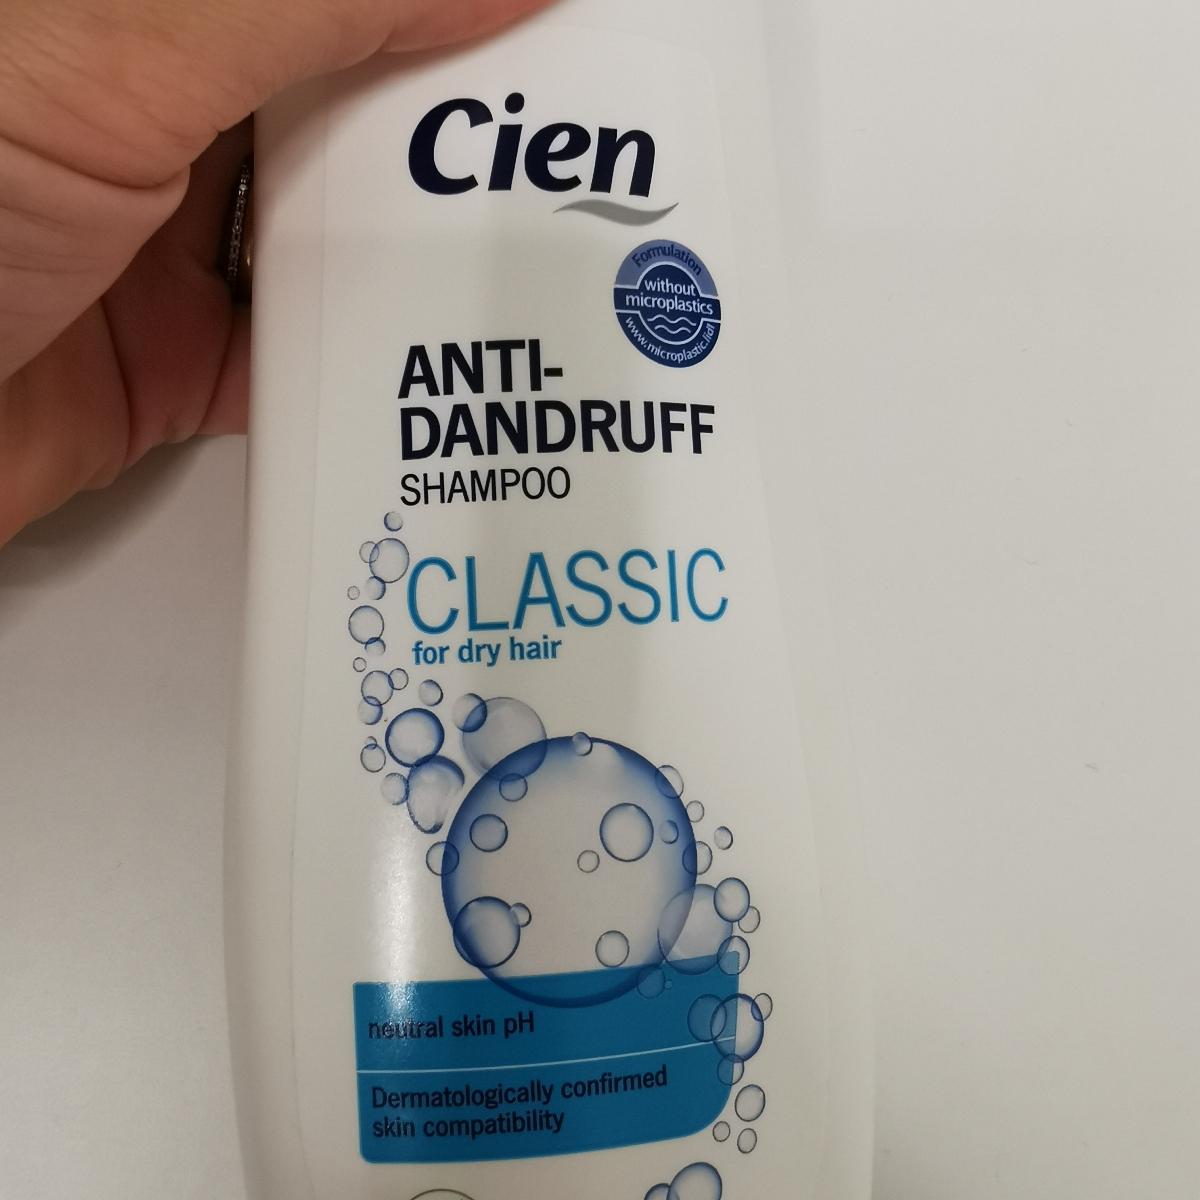 Cien
Formulation
without
microplastics
www.microplastic.lidl
ANTI-
DANDRUFF
SHAMPOO
CLASSIC
for dry hair
neutral skin pH
Dermatologically confirmed
skin compatibility